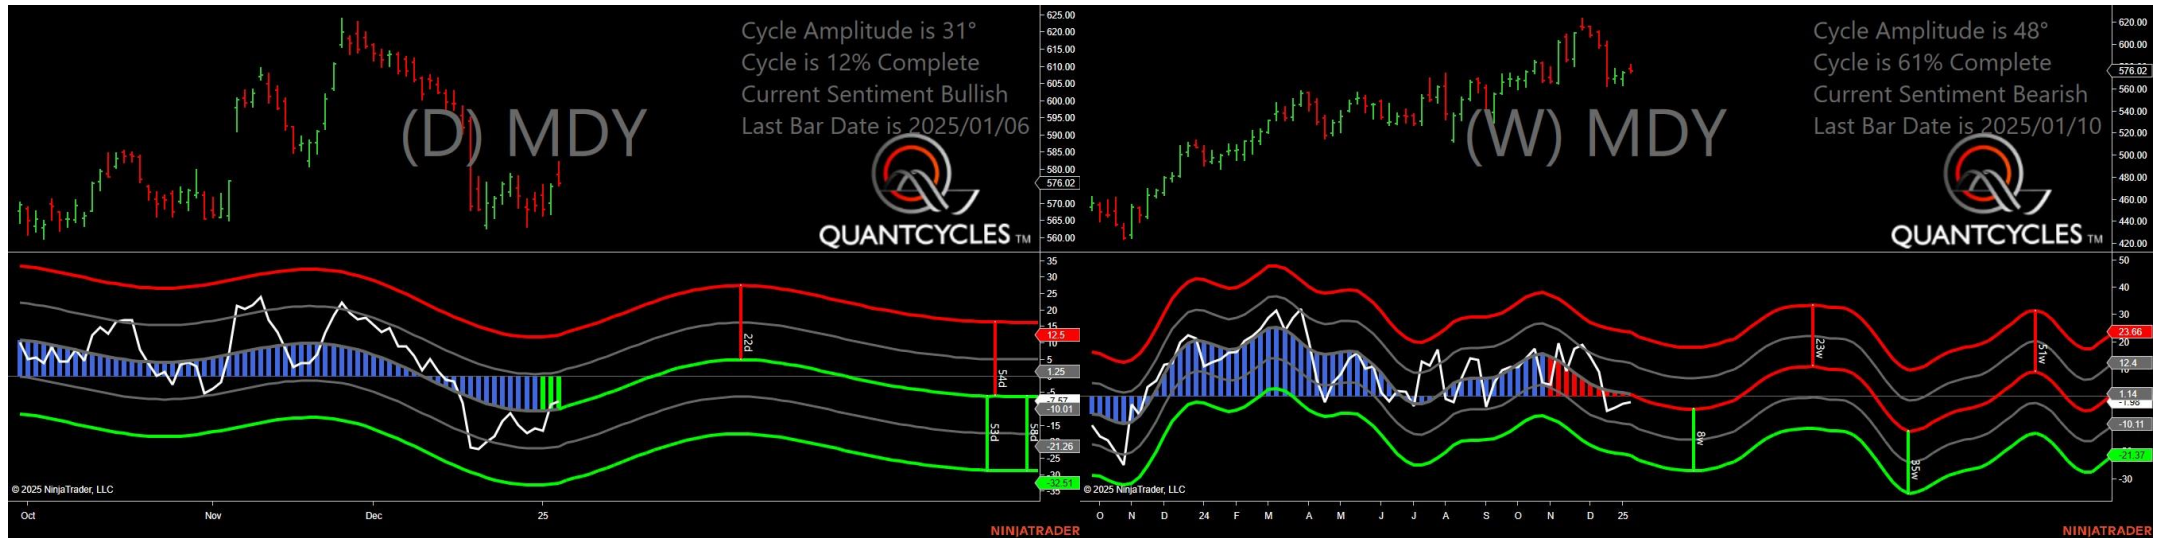 Cycle Amplitude is 31°
Cycle is 12% Complete
Current Sentiment Bullish
Last Bar Date is 2025/01/06
(D) MDY
QUANTCYCLES TM
625.00
620.00
615.00
610.00
605.00
600.00
595.00
590.00
585.00
580.00
576.02
570.00
565.00
560.00
35
30
25
20
15
12.5
5
1.25
-7.57
-10.01
-15
-21.26
-25
-30
-32.51
-35
22d
54d
53d
58d
© 2025 NinjaTrader, LLC
Oct Nov Dec 25
NINJATRADER
Cycle Amplitude is 48°
Cycle is 61% Complete
Current Sentiment Bearish
Last Bar Date is 2025/01/10
(W) MDY
QUANTCYCLES TM
620.00
600.00
576.02
560.00
540.00
520.00
500.00
480.00
460.00
440.00
420.00
50
40
30
23.66
20
12.4
1.14
-1.98
-10.11
-21.37
-30
23w
51w
8w
35w
© 2025 NinjaTrader, LLC
O N D 24 F M A M J J A S O N D 25
NINJATRADER